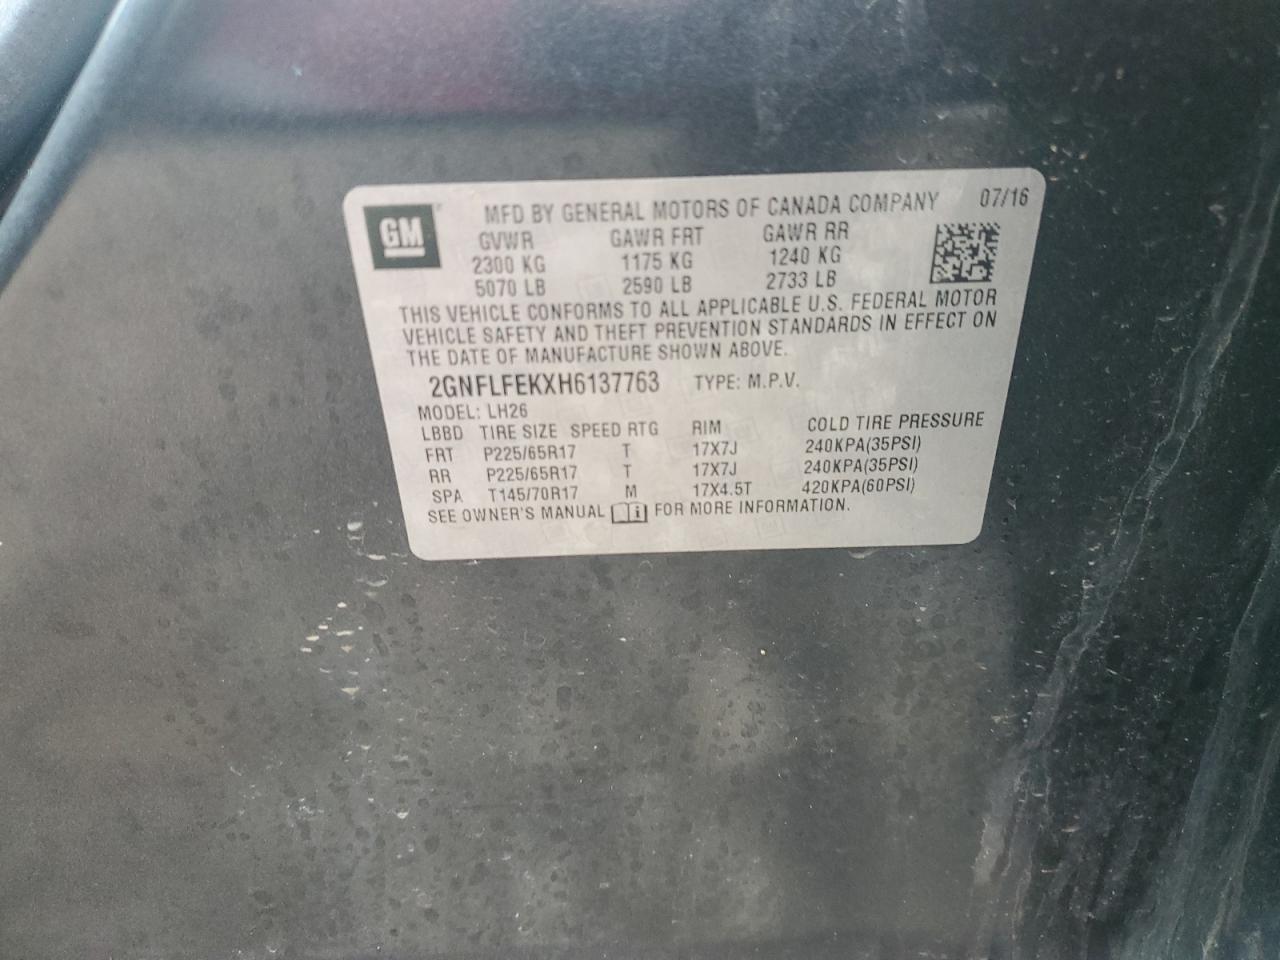 GM
MFD BY GENERAL MOTORS OF CANADA COMPANY 07/16
GVWR GAWR FRT GAWR RR
2300 KG 1175 KG 1240 KG
5070 LB 2590 LB 2733 LB
THIS VEHICLE CONFORMS TO ALL APPLICABLE U.S. FEDERAL MOTOR
VEHICLE SAFETY AND THEFT PREVENTION STANDARDS IN EFFECT ON
THE DATE OF MANUFACTURE SHOWN ABOVE.
2GNFLFEKXH6137763 TYPE: M.P.V.
MODEL: LH26
LBBD TIRE SIZE SPEED RTG RIM COLD TIRE PRESSURE
FRT P225/65R17 T 17X7J 240KPA(35PSI)
RR P225/65R17 T 17X7J 240KPA(35PSI)
SPA T145/70R17 M 17X4.5T 420KPA(60PSI)
SEE OWNER'S MANUAL i FOR MORE INFORMATION.